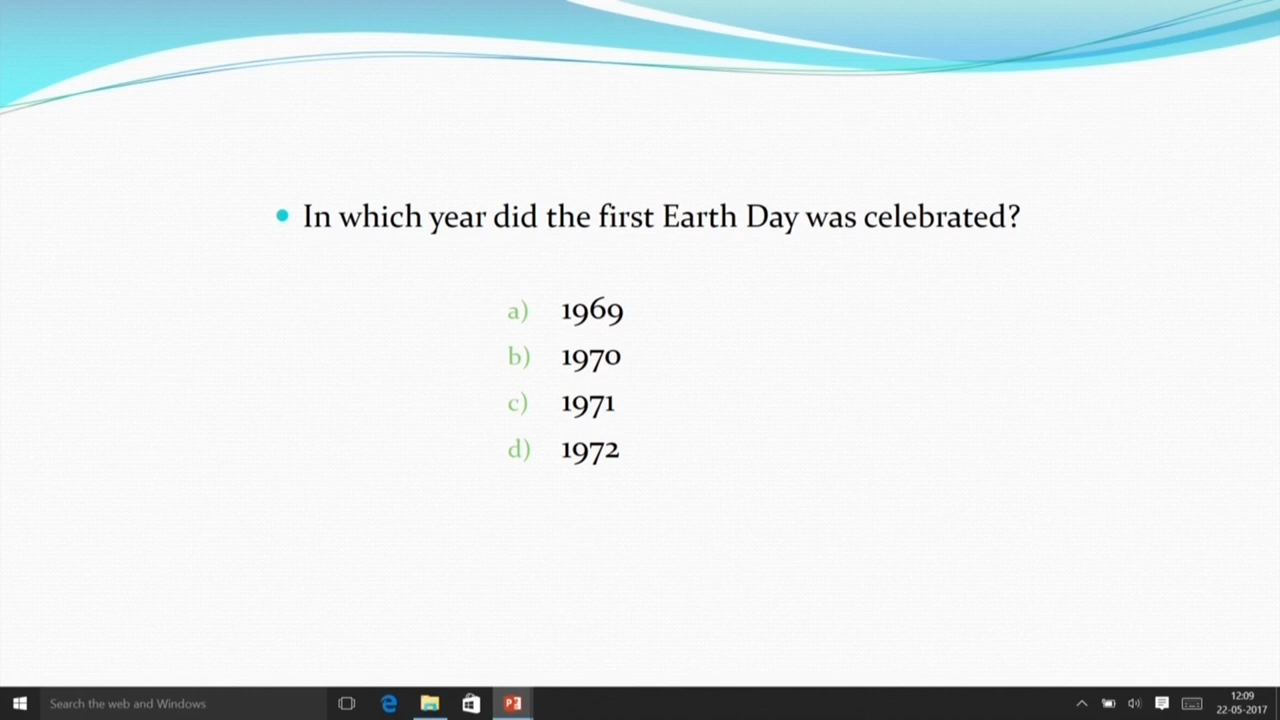 In which year did the first Earth Day was celebrated?
a) 1969
b) 1970
c) 1971
d) 1972
Search the web and Windows
12:09
22-05-2017